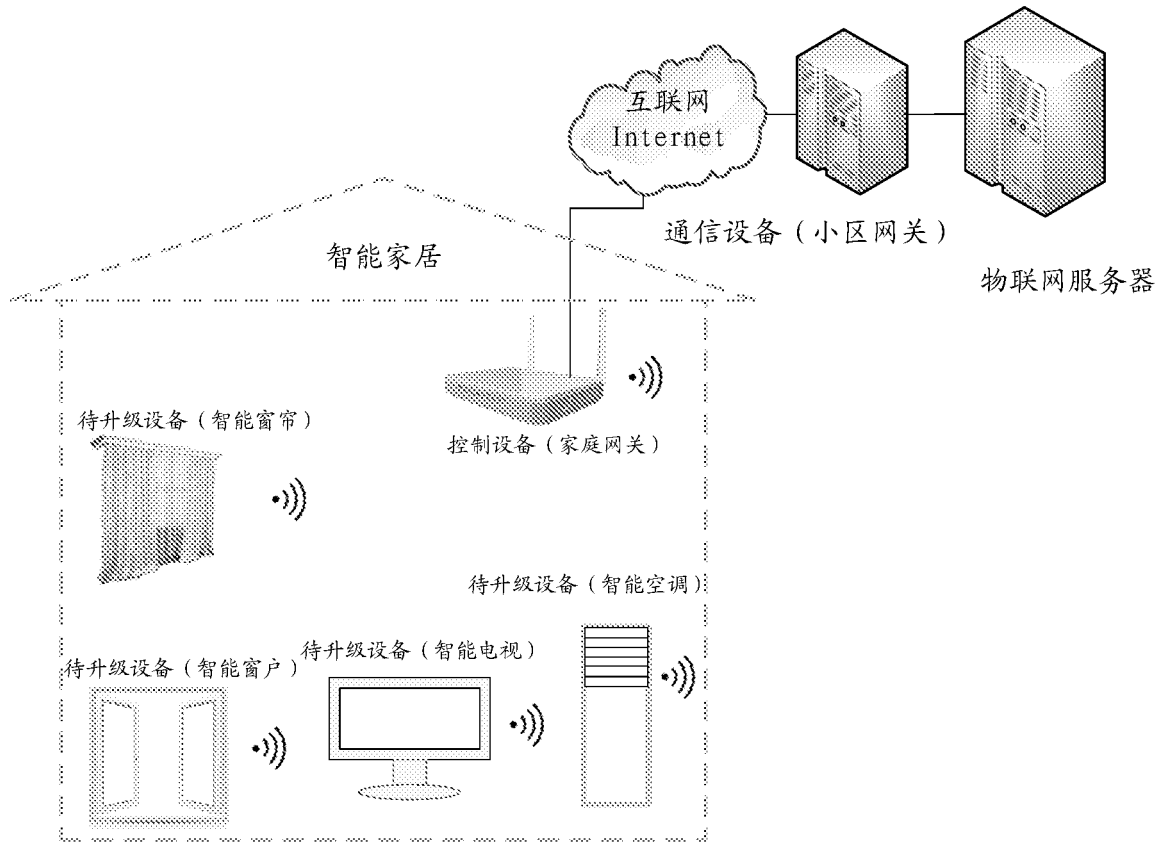 互联网
Internet
通信设备（小区网关）
物联网服务器
智能家居
控制设备（家庭网关）
待升级设备（智能窗帘）
待升级设备（智能空调）
待升级设备（智能窗户）
待升级设备（智能电视）